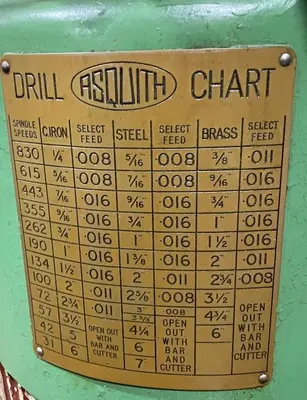 DRILL ASQUITH CHART
SPINDLE SPEEDS C.IRON SELECT FEED STEEL SELECT FEED BRASS SELECT FEED
830 1/4" .008 5/16 .008 3/8" .011
615 5/16 .008 7/16 .008 9/16 .016
443 7/16 .016 9/16 .016 3/4" .016
355 9/16 .016 3/4 .016 1" .016
262 3/4 .016 1" .016 1 1/2 .016
190 1" .016 1 3/8 .016 2" .011
134 1 1/2 .016 2" .011 2 3/4 .008
100 2" .011 2 5/8 .008 3 1/2
72 2 3/4 .011 3" .008 4 3/4
57 3 1/2 4 1/4 6"
42 5 6"
31 6 7"
OPEN OUT WITH BAR AND CUTTER
OPEN OUT WITH BAR AND CUTTER
OPEN OUT WITH BAR AND CUTTER